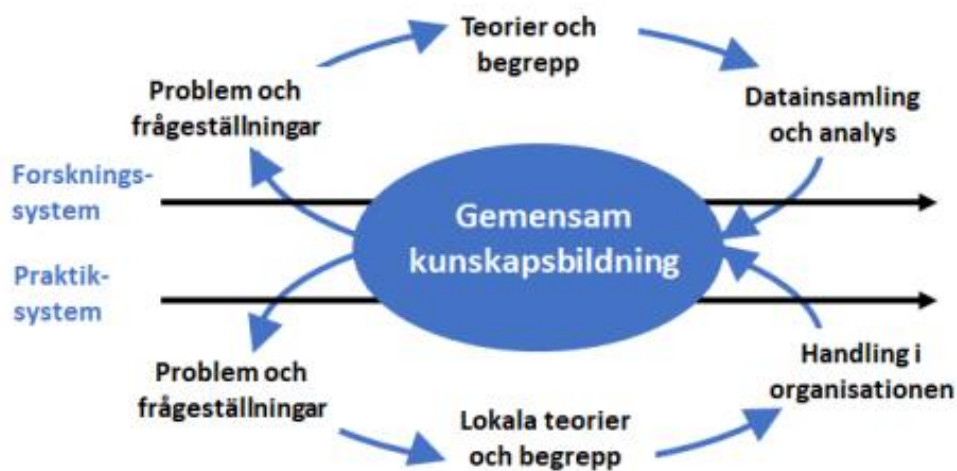 Teorier och
begrepp
Problem och
frågeställningar
Datainsamling
och analys
Forsknings-
system
Gemensam
kunskapsbildning
Praktik-
system
Problem och
frågeställningar
Lokala teorier
och begrepp
Handling i
organisationen